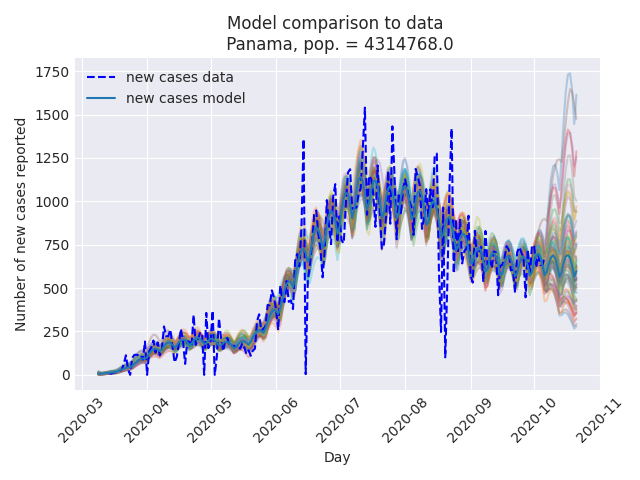 Model comparison to data
Panama, pop. = 4314768.0
new cases data
new cases model
Number of new cases reported
1750
1500
1250
1000
750
500
250
0
2020-03
2020-04
2020-05
2020-06
2020-07
2020-08
2020-09
2020-10
2020-11
Day